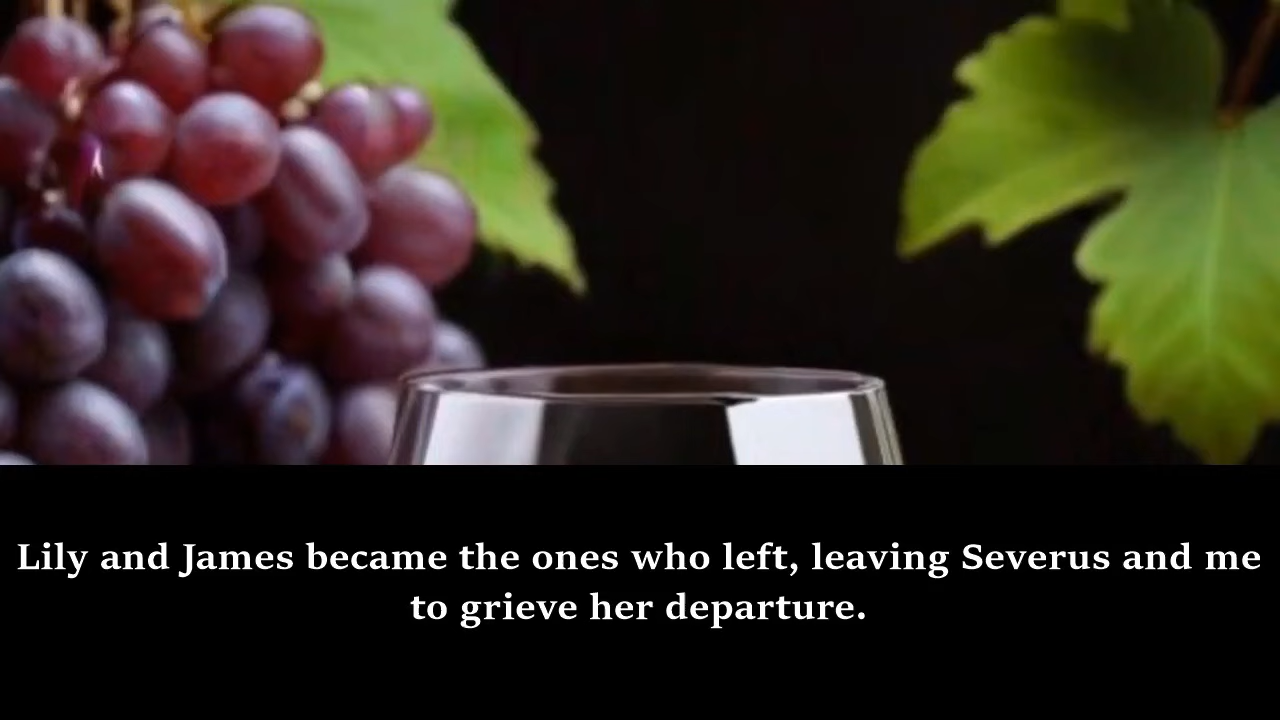 Lily and James became the ones who left, leaving Severus and me
to grieve her departure.